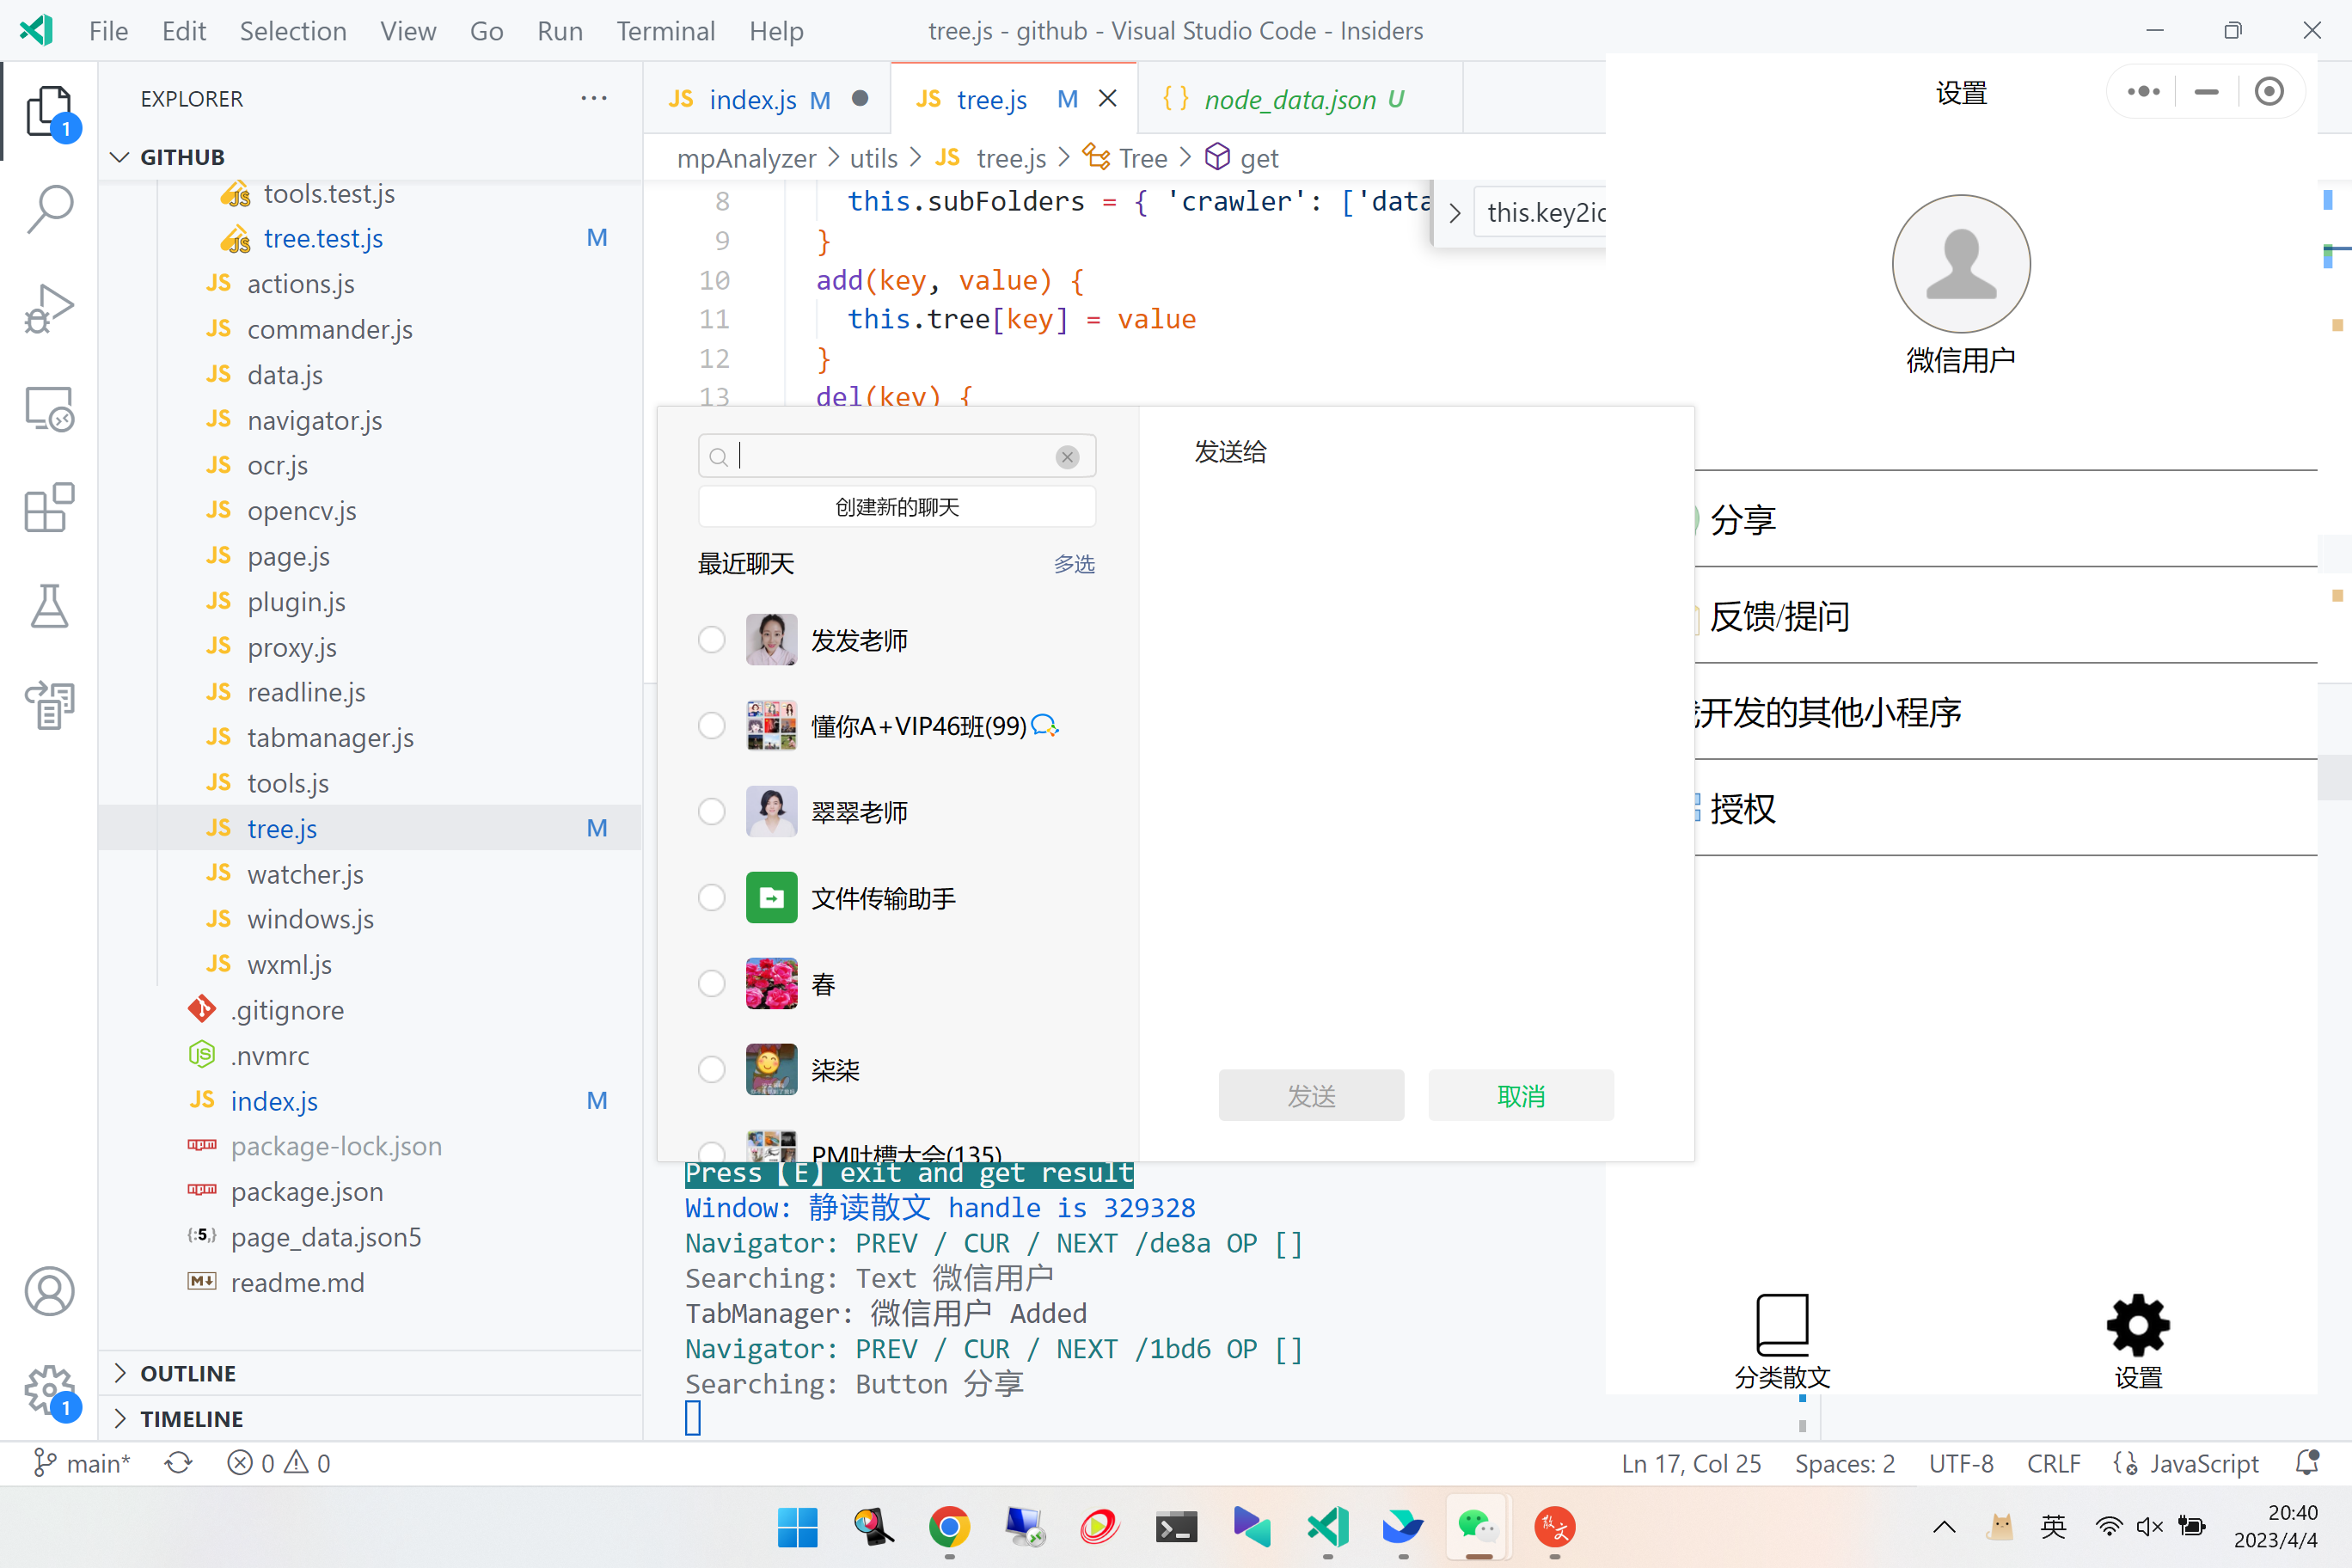 File Edit Selection View Go Run Terminal Help
tree.js - github - Visual Studio Code - Insiders
EXPLORER
GITHUB
tools.test.js
tree.test.js M
actions.js
commander.js
data.js
navigator.js
ocr.js
opencv.js
page.js
plugin.js
proxy.js
readline.js
tabmanager.js
tools.js
tree.js M
watcher.js
windows.js
wxml.js
.gitignore
.nvmrc
index.js M
package-lock.json
package.json
page_data.json5
readme.md
OUTLINE
TIMELINE
1
1
index.js M
tree.js M
node_data.json U
mpAnalyzer > utils > JS tree.js > Tree > get
8 this.subFolders = { 'crawler': ['data
9 }
10 add(key, value) {
11 this.tree[key] = value
12 }
13 del(key) {
this.key2id
创建新的聊天
最近聊天 多选
发发老师
懂你A+VIP46班(99)
翠翠老师
文件传输助手
春
柒柒
PM吐槽大会(135)
发送给
发送 取消
Press【E】exit and get result
Window: 静读散文 handle is 329328
Navigator: PREV / CUR / NEXT /de8a OP []
Searching: Text 微信用户
TabManager: 微信用户 Added
Navigator: PREV / CUR / NEXT /1bd6 OP []
Searching: Button 分享
设置
微信用户
分享
反馈/提问
我开发的其他小程序
授权
分类散文
设置
main* 0 0
Ln 17, Col 25 Spaces: 2 UTF-8 CRLF JavaScript
散文
英
20:40
2023/4/4